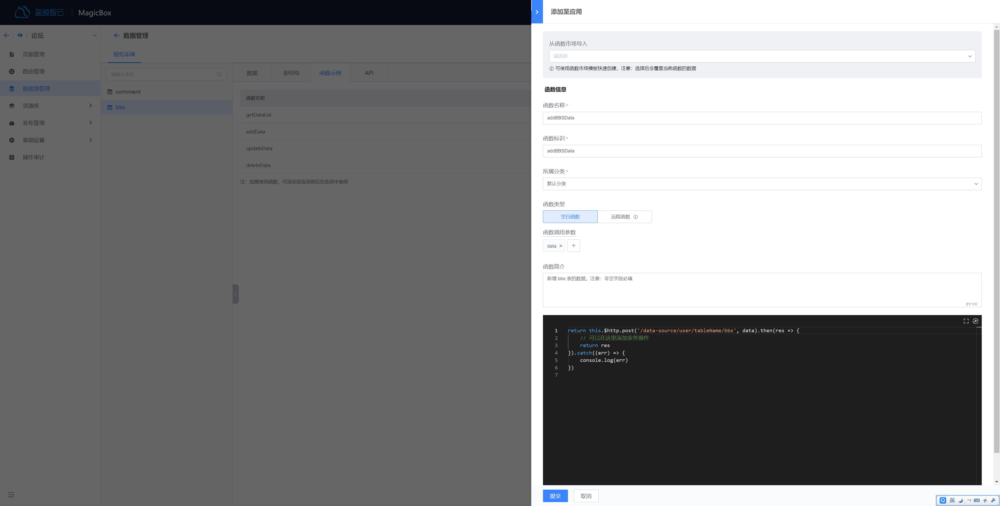 蓝鲸智云
MagicBox
论坛
页面管理
路由管理
数据源管理
资源库
发布管理
基础设置
操作审计
数据管理
预览环境
请输入表名
comment
bbs
数据
表结构
函数示例
API
函数名称
getDataList
addData
updateData
deleteData
注：如需使用函数，可添加至应用然后在应用中使用
添加至应用
从函数市场导入
请选择
可使用函数市场模板快速创建，注意：选择后会覆盖当前函数的数据
函数信息
函数名称 *
addBBSData
函数标识 *
addBBSData
所属分类 *
默认分类
函数类型
空白函数
远程函数
函数调用参数
data
函数简介
新增 bbs 表的数据。注意：非空字段必填
21/100
1 return this.$http.post('/data-source/user/tableName/bbs', data).then(res => {
2 // 可以在这里添加业务操作
3 return res
4 }).catch((err) => {
5 console.log(err)
6 })
7
提交
取消
英